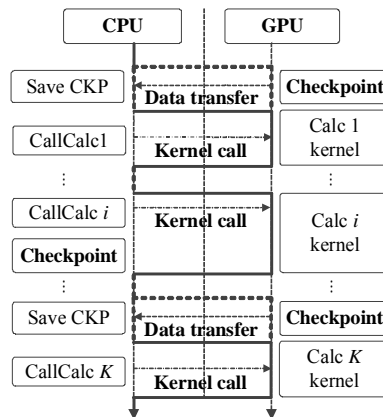 CPU
GPU
Save CKP
Data transfer
Checkpoint
CallCalc1
Kernel call
Calc 1
kernel
⋮
⋮
CallCalc i
Kernel call
Calc i
kernel
Checkpoint
⋮
⋮
Save CKP
Data transfer
Checkpoint
CallCalc K
Kernel call
Calc K
kernel